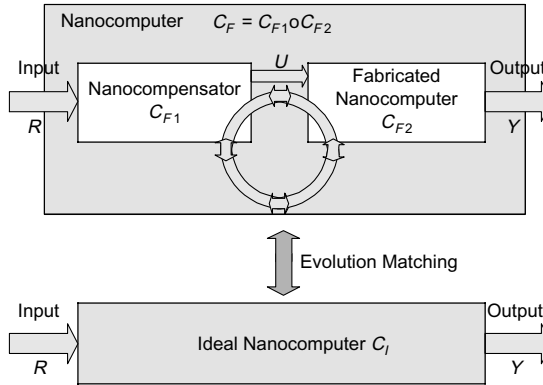 Nanocomputer C_F = C_F1 o C_F2
Input
U
Output
Nanocompensator
C_F1
Fabricated
Nanocomputer
C_F2
R
Y
Evolution Matching
Input
Output
Ideal Nanocomputer C_I
R
Y